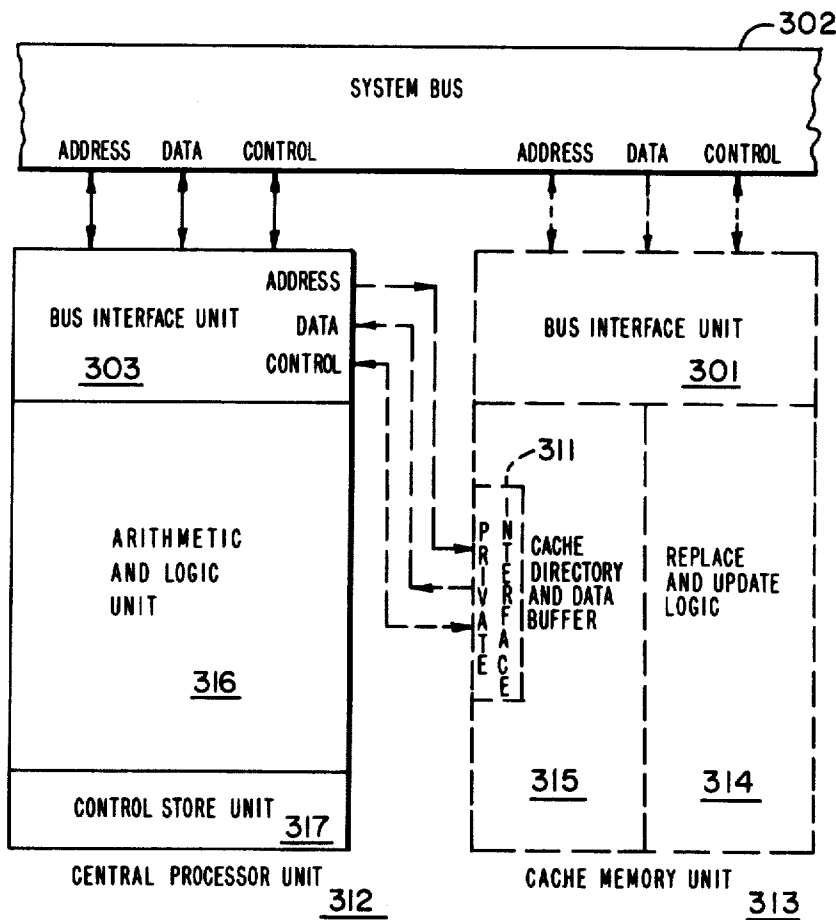 302
SYSTEM BUS
ADDRESS DATA CONTROL
ADDRESS DATA CONTROL
BUS INTERFACE UNIT
303
ADDRESS
DATA
CONTROL
BUS INTERFACE UNIT
301
ARITHMETIC
AND LOGIC
UNIT
316
311
PRIVATE
INTERFACE
CACHE
DIRECTORY
AND DATA
BUFFER
315
REPLACE
AND UPDATE
LOGIC
314
CONTROL STORE UNIT
317
CENTRAL PROCESSOR UNIT
312
CACHE MEMORY UNIT
313